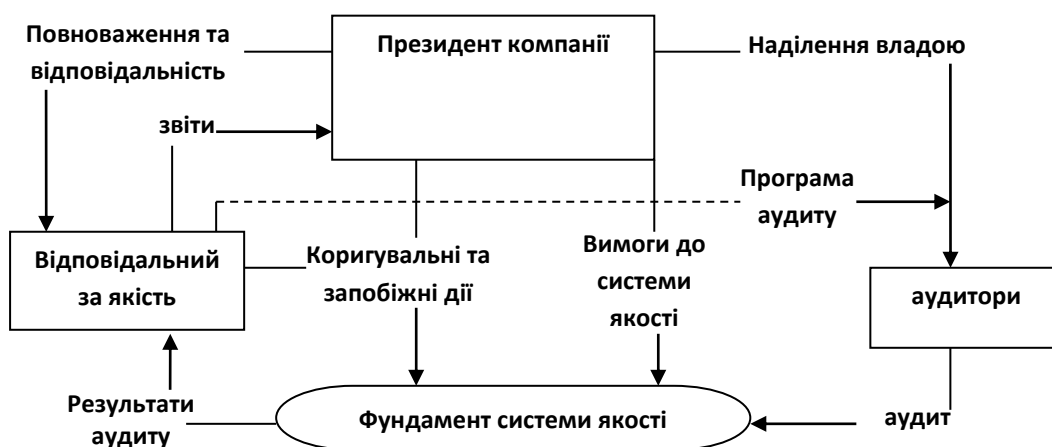 Повноваження та
відповідальність
Президент компанії
Наділення владою
звіти
Програма
аудиту
Відповідальний
за якість
Коригувальні та
запобіжні дії
Вимоги до
системи
якості
аудитори
Результати
аудиту
Фундамент системи якості
аудит